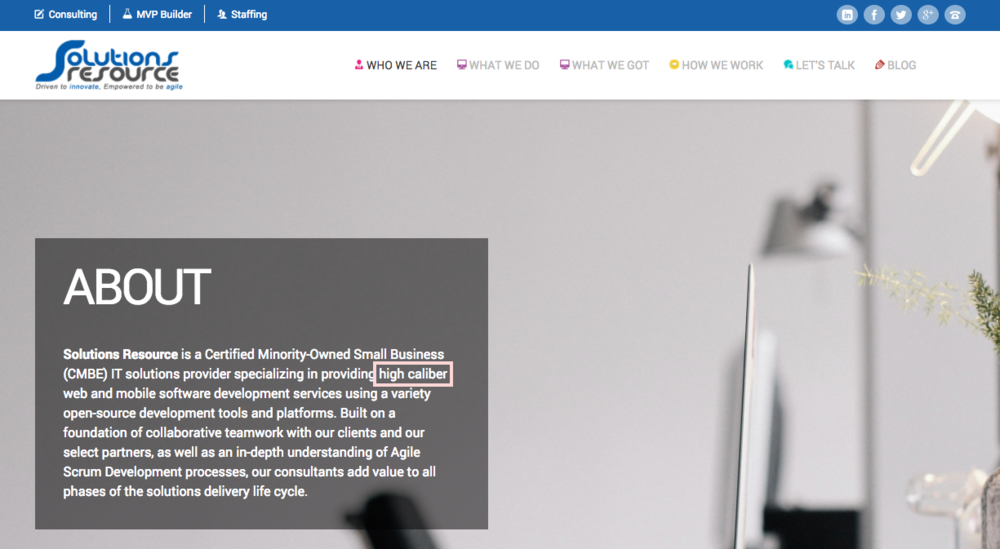 Consulting
MVP Builder
Staffing
Solutions
resource
Driven to innovate, Empowered to be agile
WHO WE ARE
WHAT WE DO
WHAT WE GOT
HOW WE WORK
LET'S TALK
BLOG
ABOUT
Solutions Resource is a Certified Minority-Owned Small Business
(CMBE) IT solutions provider specializing in providing high caliber
web and mobile software development services using a variety
open-source development tools and platforms. Built on a
foundation of collaborative teamwork with our clients and our
select partners, as well as an in-depth understanding of Agile
Scrum Development processes, our consultants add value to all
phases of the solutions delivery life cycle.